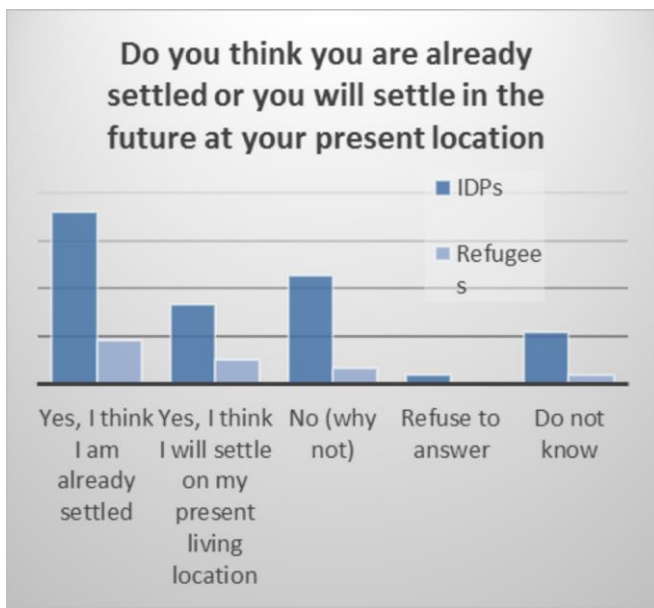 Do you think you are already
settled or you will settle in the
future at your present location
IDPs
Refugee
s
Yes, I think
I am
already
settled
Yes, I think
I will settle
on my
present
living
location
No (why
not)
Refuse to
answer
Do not
know